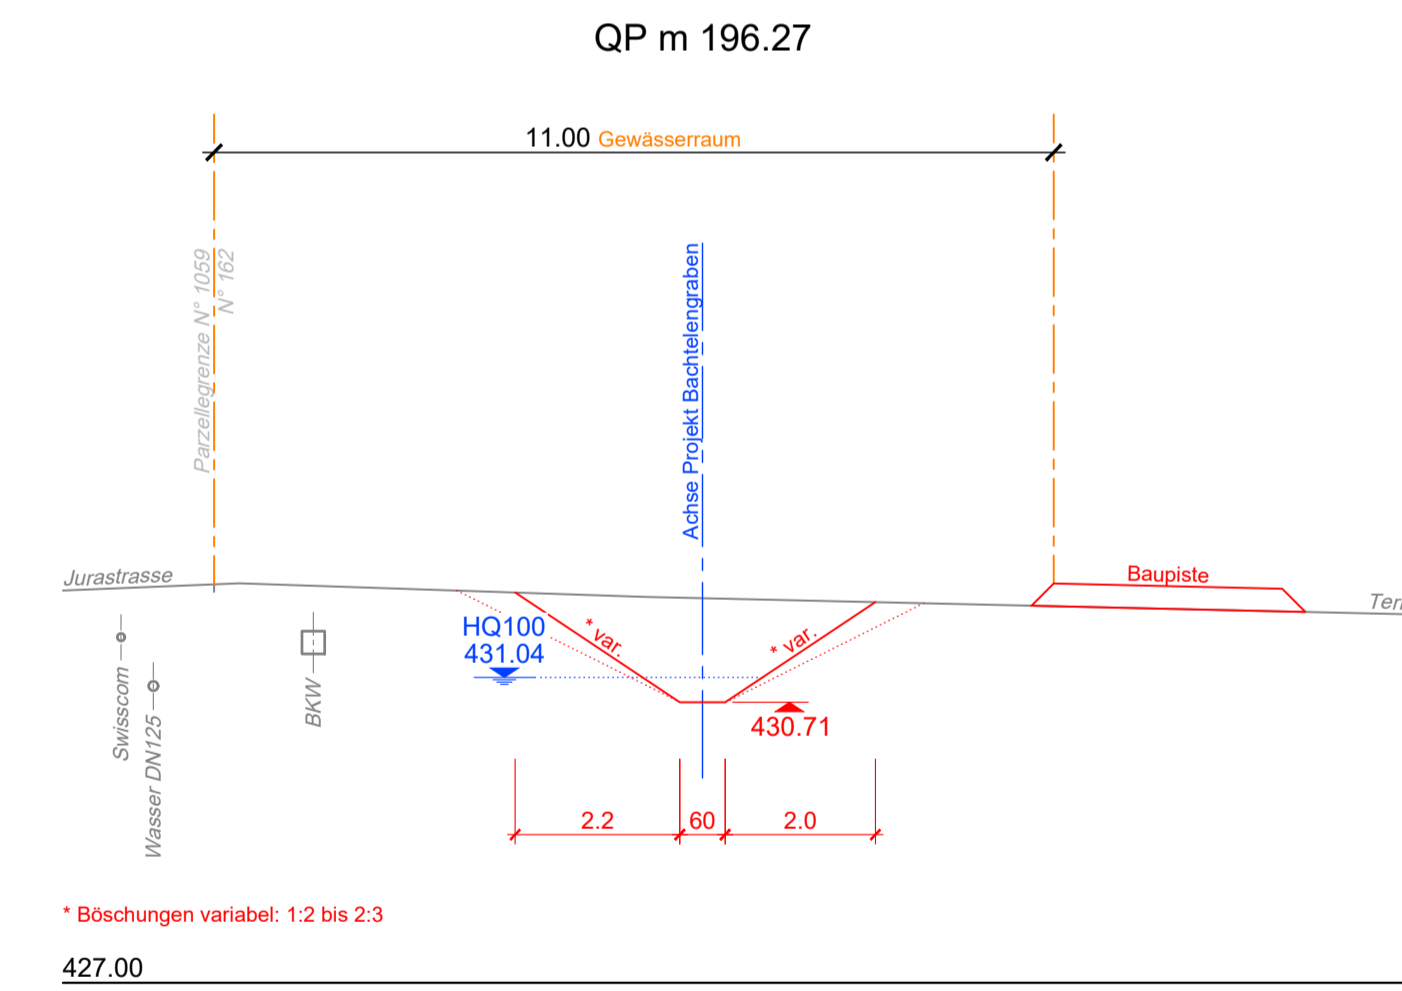 QP m 196.27
11.00 Gewässerraum
Parzellegrenze N° 1059
N° 162
Achse Projekt Bachtelengraben
Jurastrasse
Baupiste
HQ100
431.04
* var.
* var.
Swisscom
Wasser DN125
BKW
430.71
2.2
60
2.0
* Böschungen variabel: 1:2 bis 2:3
427.00